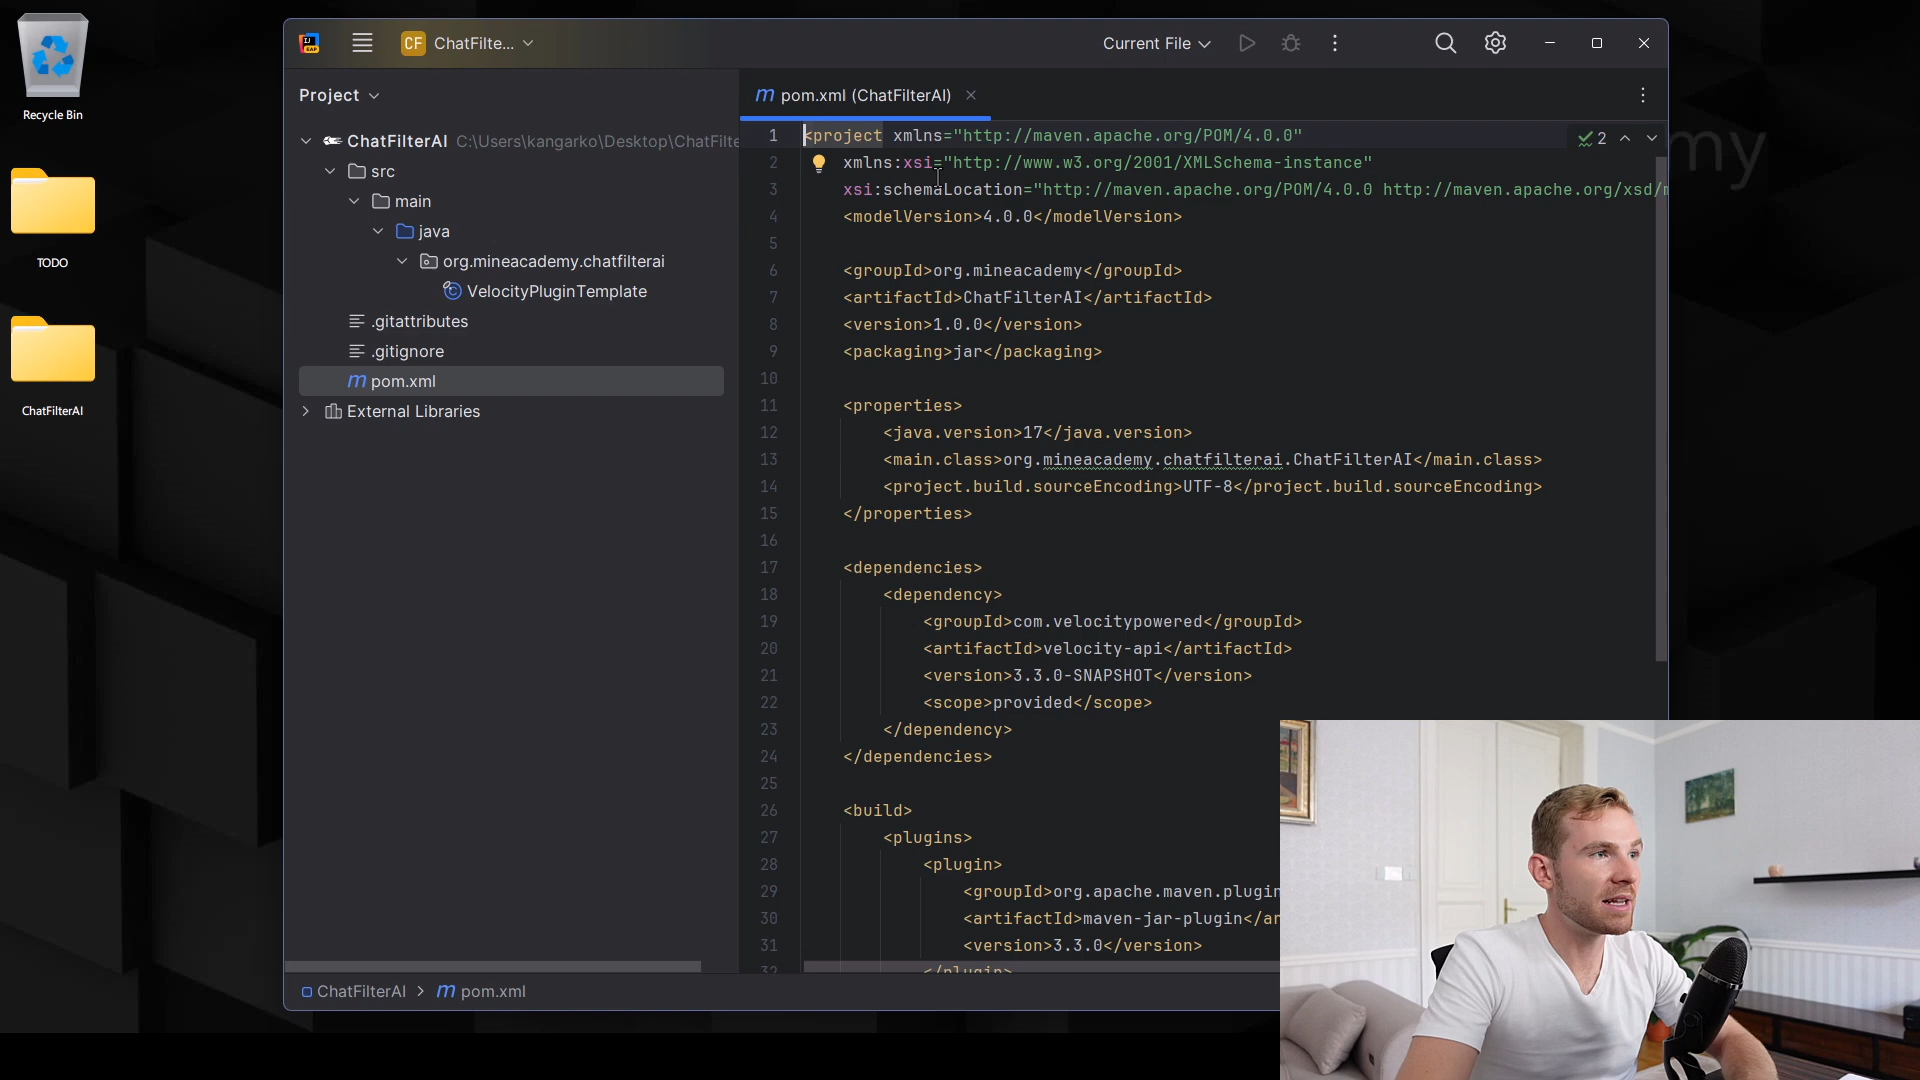 Recycle Bin
TODO
ChatFilterAI
CF ChatFilte...
Current File
Project
ChatFilterAI C:\Users\kangarko\Desktop\ChatFilte
src
main
java
org.mineacademy.chatfilterai
VelocityPluginTemplate
.gitattributes
.gitignore
m pom.xml
External Libraries
m pom.xml (ChatFilterAI)
2
my
1 <project xmlns="http://maven.apache.org/POM/4.0.0"
2 xmlns:xsi="http://www.w3.org/2001/XMLSchema-instance"
3 xsi:schemaLocation="http://maven.apache.org/POM/4.0.0 http://maven.apache.org/xsd/m
4 <modelVersion>4.0.0</modelVersion>
5
6 <groupId>org.mineacademy</groupId>
7 <artifactId>ChatFilterAI</artifactId>
8 <version>1.0.0</version>
9 <packaging>jar</packaging>
10
11 <properties>
12 <java.version>17</java.version>
13 <main.class>org.mineacademy.chatfilterai.ChatFilterAI</main.class>
14 <project.build.sourceEncoding>UTF-8</project.build.sourceEncoding>
15 </properties>
16
17 <dependencies>
18 <dependency>
19 <groupId>com.velocitypowered</groupId>
20 <artifactId>velocity-api</artifactId>
21 <version>3.3.0-SNAPSHOT</version>
22 <scope>provided</scope>
23 </dependency>
24 </dependencies>
25
26 <build>
27 <plugins>
28 <plugin>
29 <groupId>org.apache.maven.plugin
30 <artifactId>maven-jar-plugin</ar
31 <version>3.3.0</version>
32 </plugin>
ChatFilterAI > m pom.xml